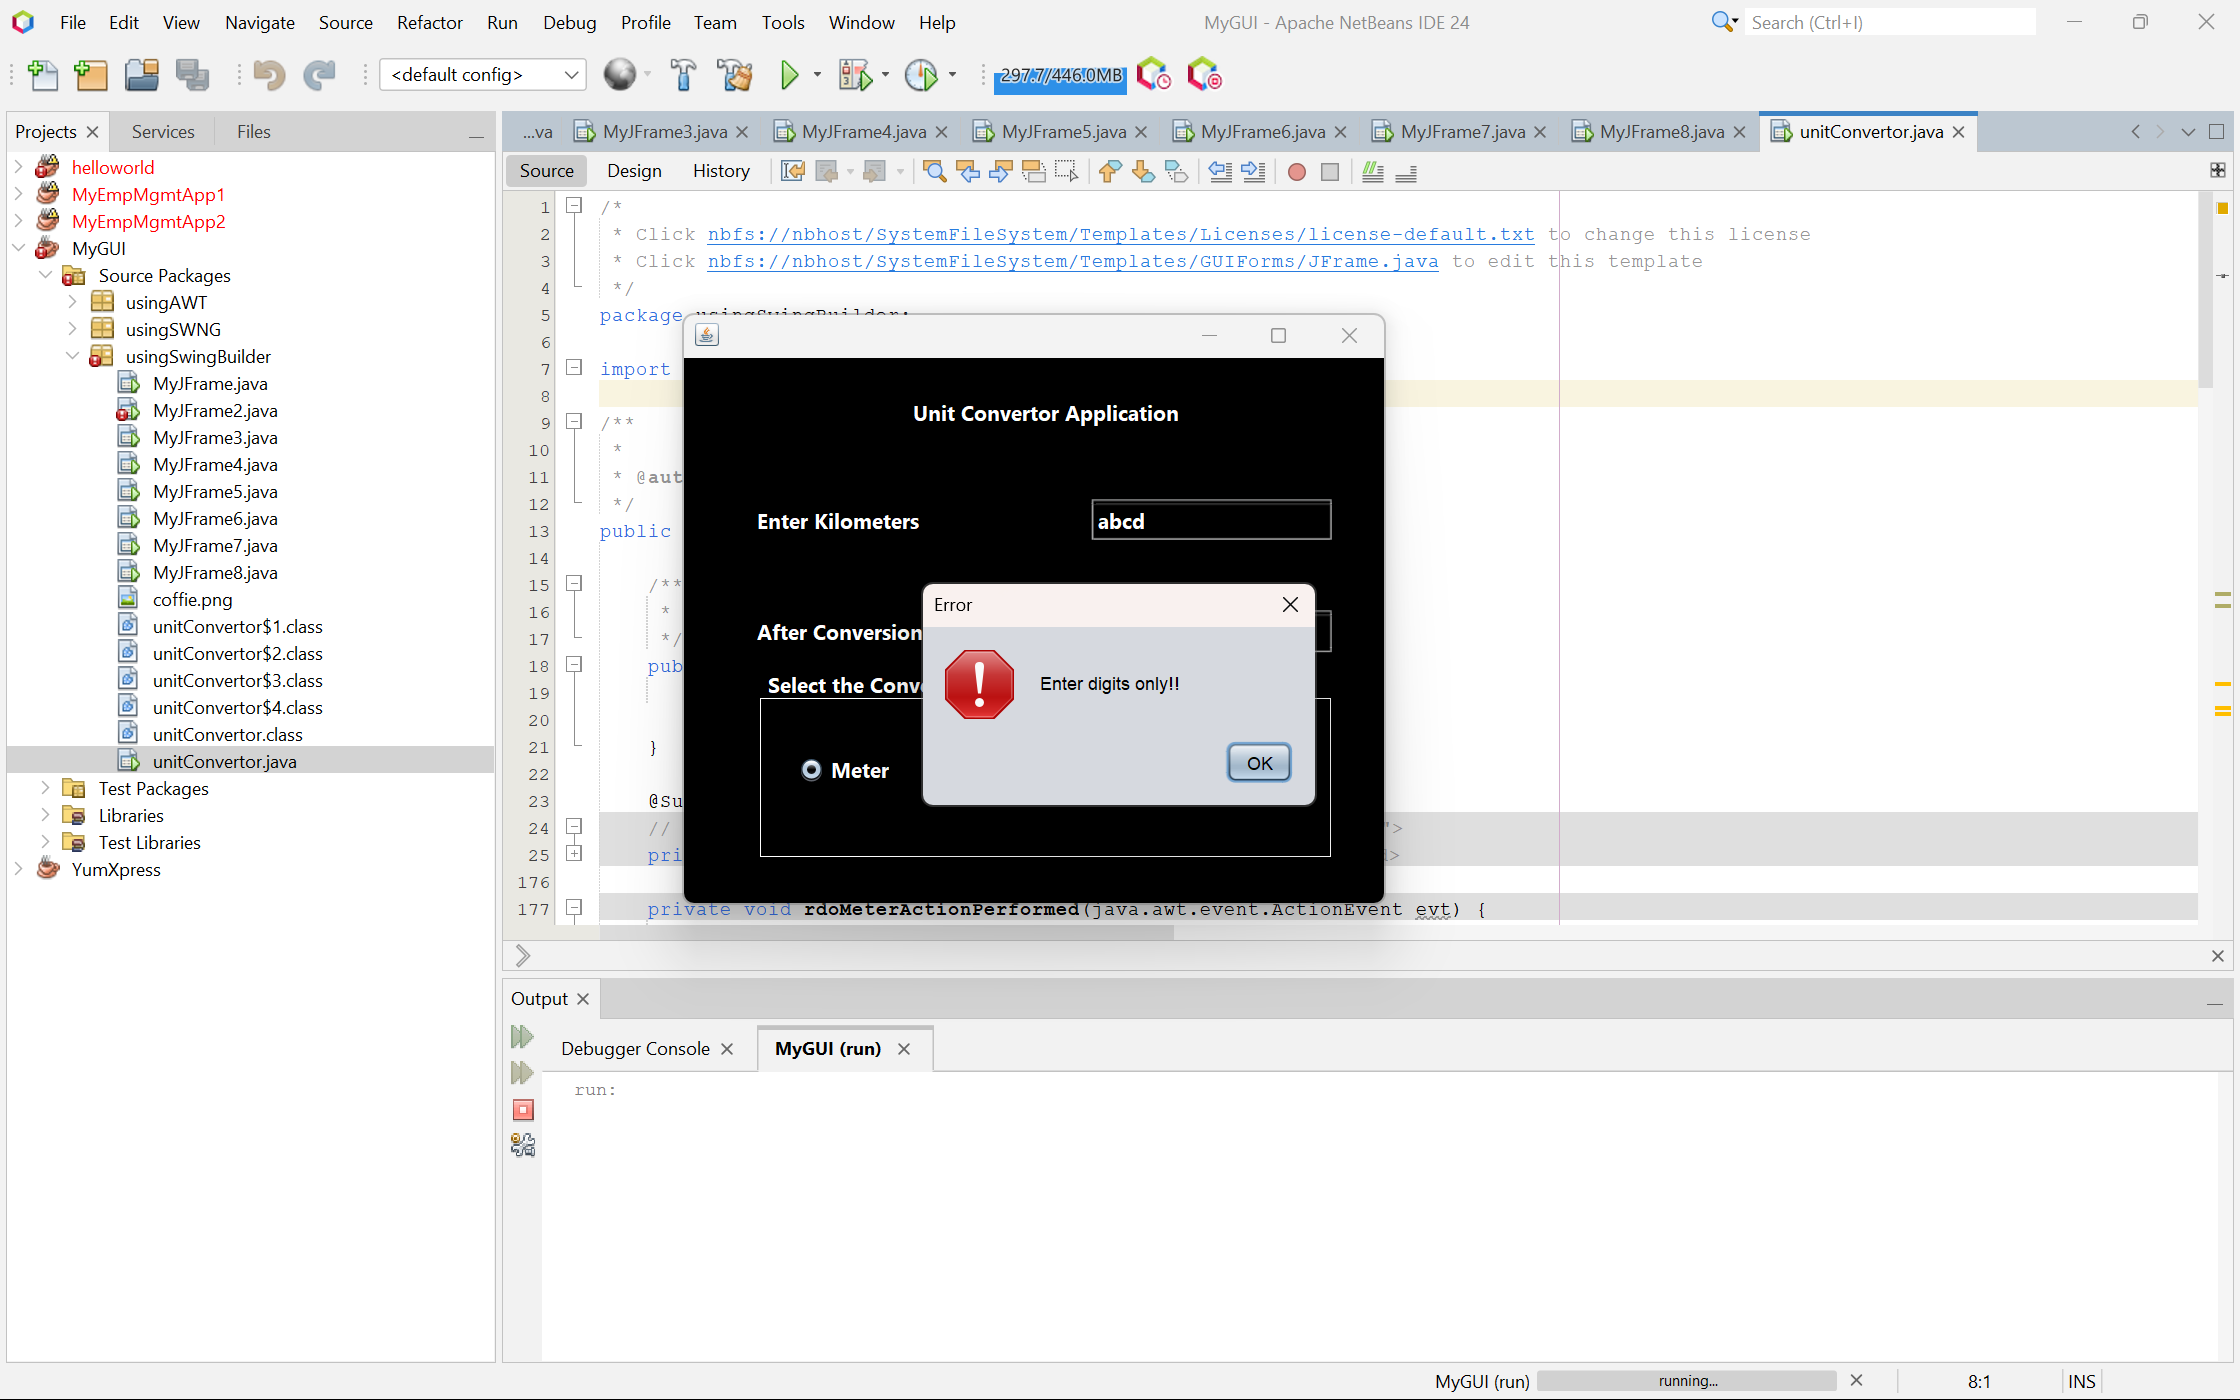 File Edit View Navigate Source Refactor Run Debug Profile Team Tools Window Help
MyGUI - Apache NetBeans IDE 24
Search (Ctrl+I)
<default config>
297.7/446.0MB
Projects Services Files
helloworld
MyEmpMgmtApp1
MyEmpMgmtApp2
MyGUI
Source Packages
usingAWT
usingSWNG
usingSwingBuilder
MyJFrame.java
MyJFrame2.java
MyJFrame3.java
MyJFrame4.java
MyJFrame5.java
MyJFrame6.java
MyJFrame7.java
MyJFrame8.java
coffie.png
unitConvertor$1.class
unitConvertor$2.class
unitConvertor$3.class
unitConvertor$4.class
unitConvertor.class
unitConvertor.java
Test Packages
Libraries
Test Libraries
YumXpress
...va MyJFrame3.java MyJFrame4.java MyJFrame5.java MyJFrame6.java MyJFrame7.java MyJFrame8.java unitConvertor.java
Source Design History
1 /*
2 * Click nbfs://nbhost/SystemFileSystem/Templates/Licenses/license-default.txt to change this license
3 * Click nbfs://nbhost/SystemFileSystem/Templates/GUIForms/JFrame.java to edit this template
4 */
5 package usingSwingBuilder;
6
7 import
8
9 /**
10 *
11 * @aut
12 */
13 public
14
15 /**
16 *
17 */
18 pub
19
20
21 }
22
23 @Su
24 // ">
25 pri >
176
177 private void rdoMeterActionPerformed(java.awt.event.ActionEvent evt) {
Unit Convertor Application
Enter Kilometers abcd
After Conversion
Select the Conve
Meter
Error
Enter digits only!!
OK
Output
Debugger Console MyGUI (run)
run:
MyGUI (run) running... 8:1 INS